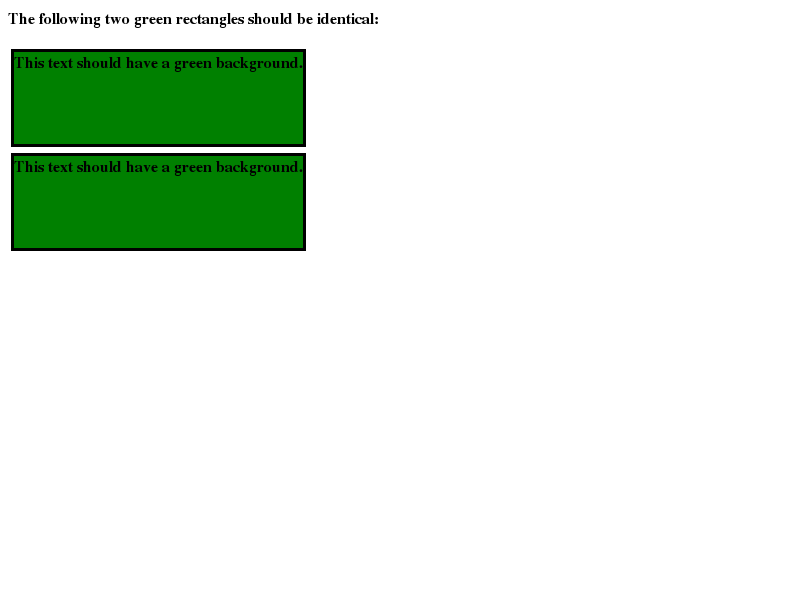 The following two green rectangles should be identical:
This text should have a green background.
This text should have a green background.